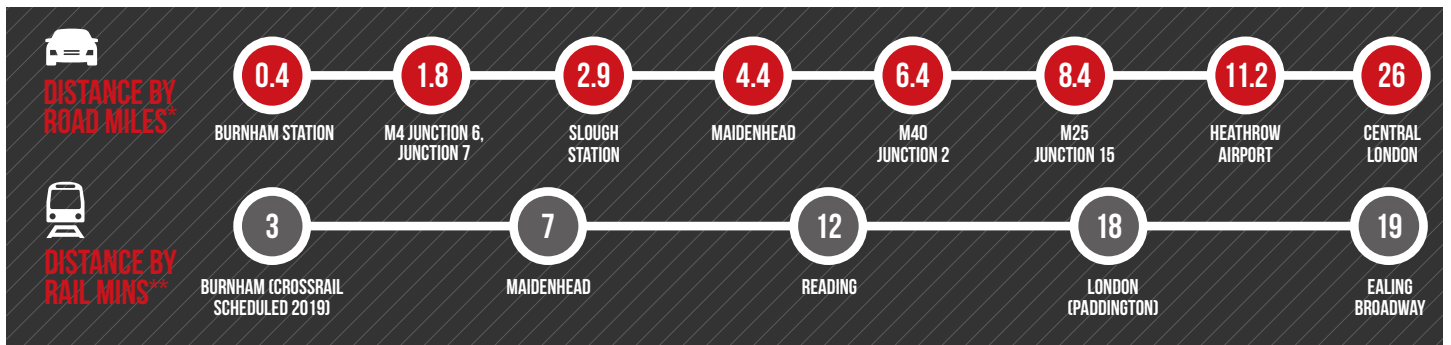 DISTANCE BY
ROAD MILES*
0.4
1.8
2.9
4.4
6.4
8.4
11.2
26
BURNHAM STATION
M4 JUNCTION 6,
JUNCTION 7
SLOUGH
STATION
MAIDENHEAD
M40
JUNCTION 2
M25
JUNCTION 15
HEATHROW
AIRPORT
CENTRAL
LONDON
DISTANCE BY
RAIL MINS**
3
7
12
18
19
BURNHAM (CROSSRAIL
SCHEDULED 2019)
MAIDENHEAD
READING
LONDON
(PADDINGTON)
EALING
BROADWAY